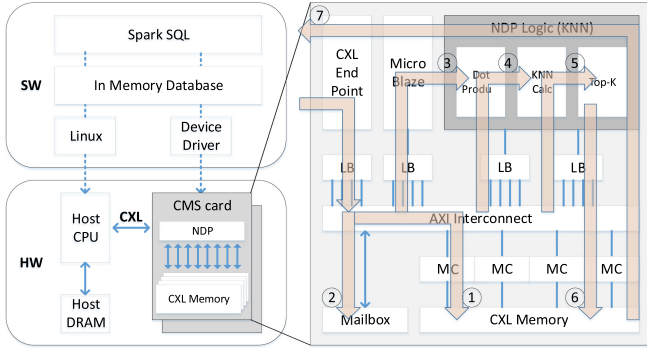 Spark SQL
SW
In Memory Database
Linux
Device
Driver
HW
Host
CPU
CXL
CMS card
NDP
CXL Memory
Host
DRAM
7
NDP Logic (KNN)
CXL
End
Point
Micro
Blaze
3
Dot
Produ
4
KNN
Calc
5
Top-K
LB
LB
LB
LB
AXI Interconnect
MC
MC
MC
MC
2
1
6
Mailbox
CXL Memory